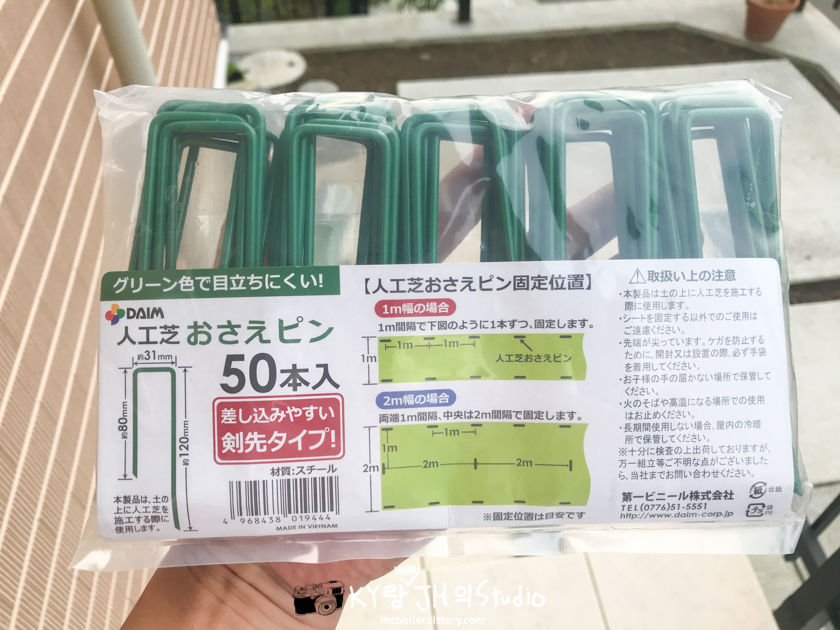 グリーン色で目立ちにくい!
DAIM
人工芝 おさえピン
約31mm
50本入
約80mm
約120mm
差し込みやすい
剣先タイプ!
材質:スチール
本製品は、土の
上に人工芝を
施工する際に
使用します。
4 968438 019444
MADE IN VIETNAM
【人工芝おさえピン固定位置】
1m幅の場合
1m間隔で下図のように1本ずつ、固定します。
1m
1m
1m
人工芝おさえピン
2m幅の場合
両端1m間隔、中央は2m間隔で固定します。
1m
1m
2m
2m
2m
※固定位置は目安です
取扱い上の注意
・本製品は土の上に人工芝を施工する
際に使用します。
・シートを固定する以外でのご使用は
ご遠慮ください。
・先端が尖っています。ケガを防止する
ために、開封又は設置の際、必ず手袋
を着用してください。
・お子様の手の届かない場所で保管して
ください。
・火のそばや高温になる場所での使用
はおやめください。
・長期間使用しない場合、屋内の冷暗
所で保管してください。
※十分に検査の上出荷しておりますが、
万一組立等ご不明な点がございました
ら、当社までお問い合わせください。
第一ビニール株式会社
TEL(0776)51-5551
http://www.daim-corp.jp
紙
台紙
プラ
袋
KY랑 JH의 Studio
mcboiler.tistory.com